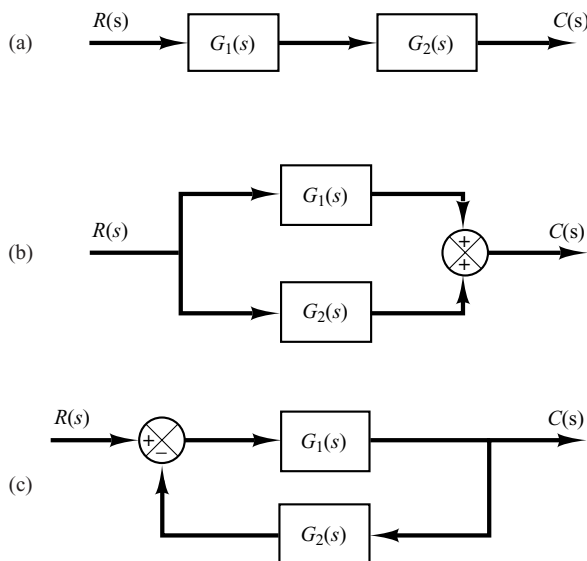 R(s) C(s)
(a) G₁(s) G₂(s)
G₁(s)
R(s) C(s)
(b) + +
G₂(s)
R(s) C(s)
+ − G₁(s)
(c)
G₂(s)